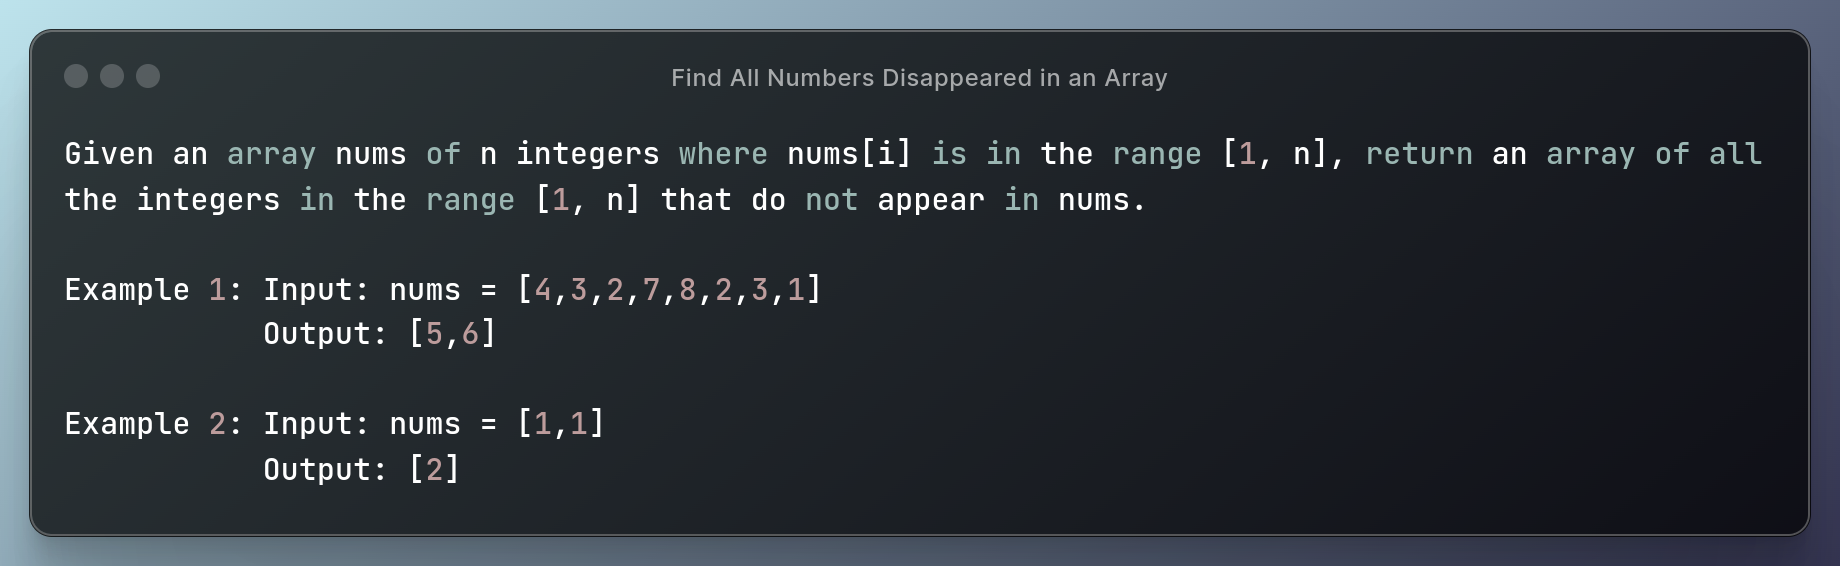 Find All Numbers Disappeared in an Array
Given an array nums of n integers where nums[i] is in the range [1, n], return an array of all
the integers in the range [1, n] that do not appear in nums.
Example 1: Input: nums = [4,3,2,7,8,2,3,1]
Output: [5,6]
Example 2: Input: nums = [1,1]
Output: [2]